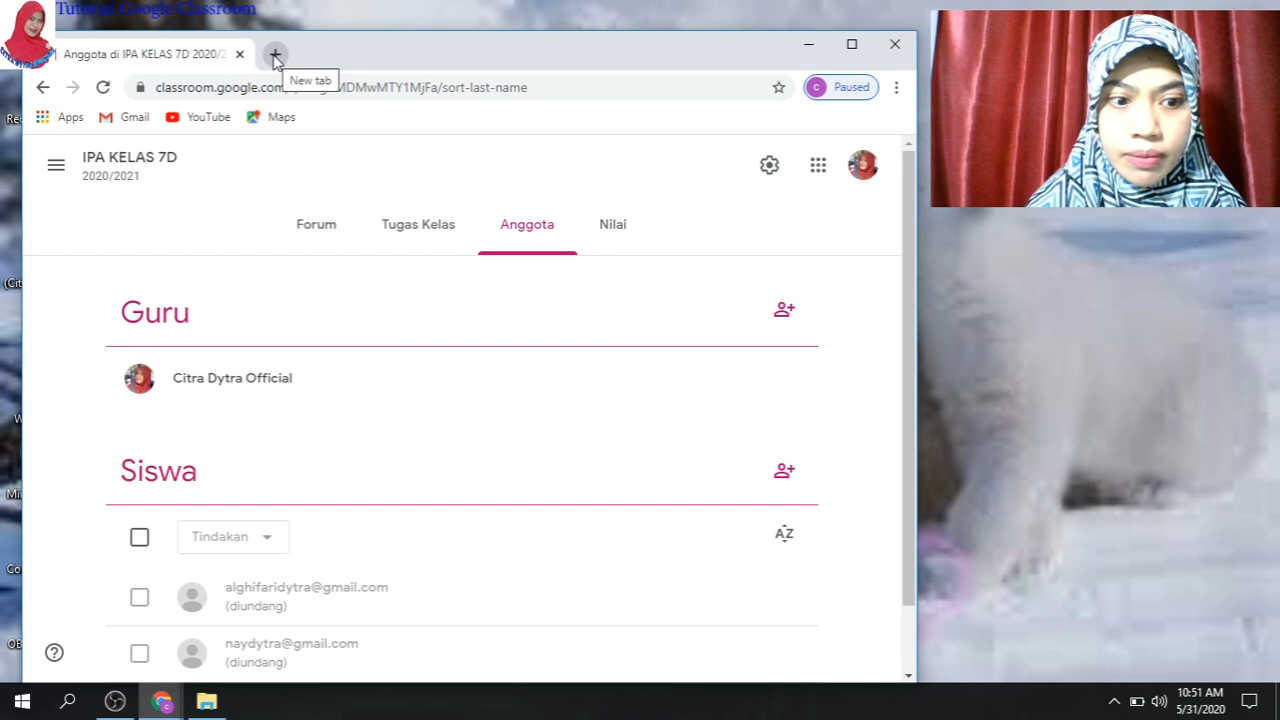 Tutorial Google Classroom
Anggota di IPA KELAS 7D 2020/2
New tab
classroom.google.com
MDMwMTY1MjFa/sort-last-name
C
Paused
Apps
Gmail
YouTube
Maps
IPA KELAS 7D
2020/2021
Forum
Tugas Kelas
Anggota
Nilai
Guru
Citra Dytra Official
Siswa
Tindakan
AZ
alghifaridytra@gmail.com
(diundang)
naydytra@gmail.com
(diundang)
10:51 AM
5/31/2020